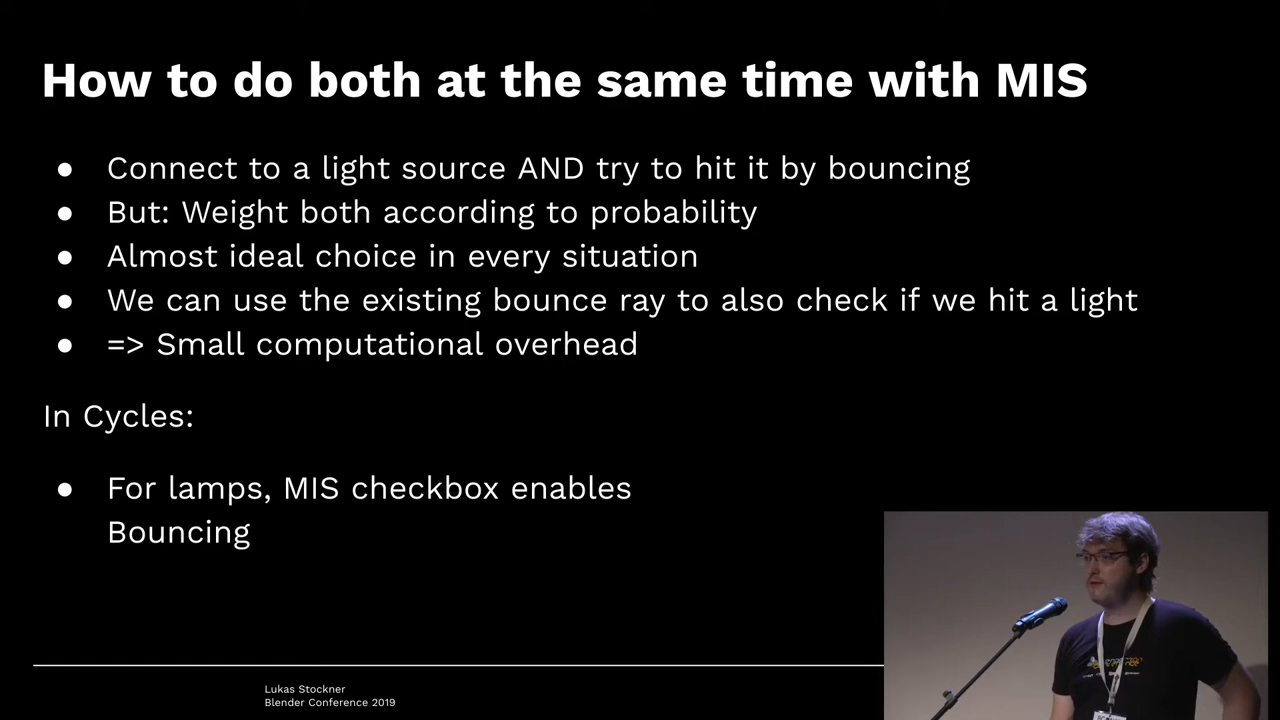 How to do both at the same time with MIS
● Connect to a light source AND try to hit it by bouncing
● But: Weight both according to probability
● Almost ideal choice in every situation
● We can use the existing bounce ray to also check if we hit a light
● => Small computational overhead
In Cycles:
● For lamps, MIS checkbox enables
Bouncing
Lukas Stockner
Blender Conference 2019